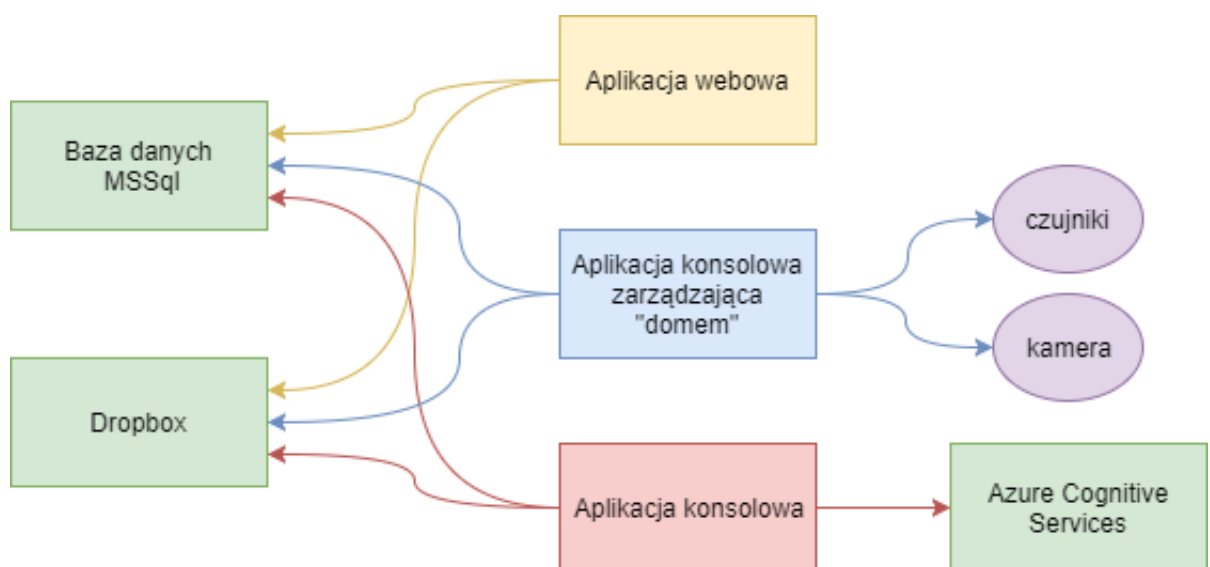 Aplikacja webowa
Baza danych
MSSql
czujniki
Aplikacja konsolowa
zarządzająca
"domem"
kamera
Dropbox
Aplikacja konsolowa
Azure Cognitive
Services